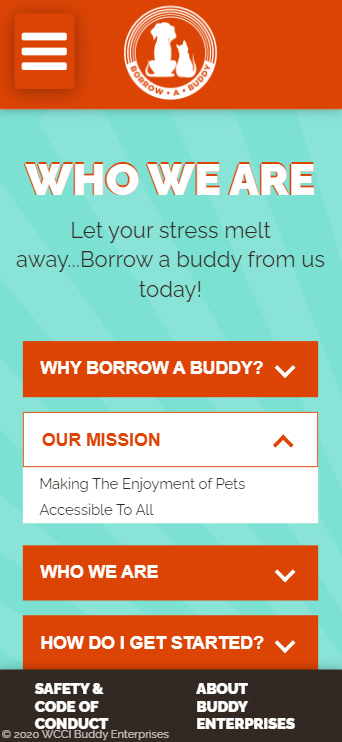 BORROW • A • BUDDY
WHO WE ARE
Let your stress melt
away...Borrow a buddy from us
today!
WHY BORROW A BUDDY?
OUR MISSION
Making The Enjoyment of Pets
Accessible To All
WHO WE ARE
HOW DO I GET STARTED?
SAFETY &
CODE OF
CONDUCT
ABOUT
BUDDY
ENTERPRISES
© 2020 WCCI Buddy Enterprises